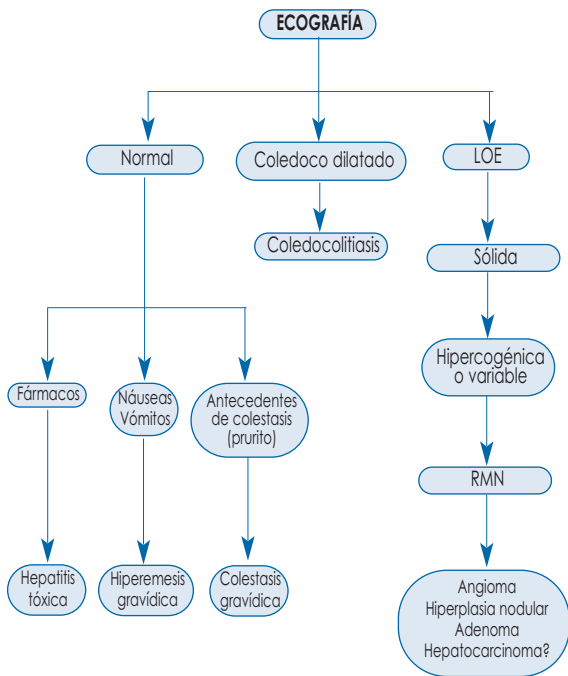 ECOGRAFÍA
Normal
Coledoco dilatado
LOE
Coledocolitiasis
Sólida
Hipercogénica
o variable
Fármacos
Náuseas
Vómitos
Antecedentes
de colestasis
(prurito)
RMN
Hepatitis
tóxica
Hiperemesis
gravídica
Colestasis
gravídica
Angioma
Hiperplasia nodular
Adenoma
Hepatocarcinoma?